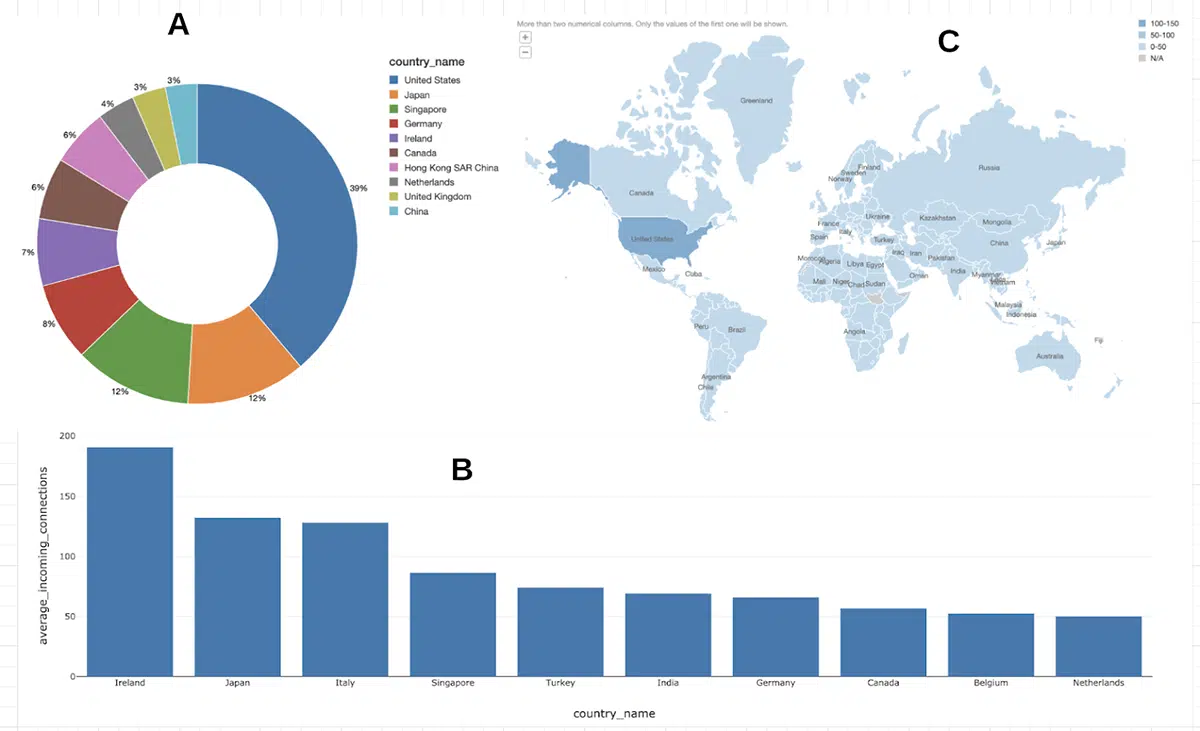 A
3%
3%
4%
6%
6%
7%
8%
12%
12%
39%
country_name
United States
Japan
Singapore
Germany
Ireland
Canada
Hong Kong SAR China
Netherlands
United Kingdom
China
More than two numerical columns. Only the values of the first one will be shown.
+
−
C
100-150
50-100
0-50
N/A
Greenland
Canada
United States
Mexico
Cuba
Peru
Brazil
Argentina
Chile
Finland
Sweden
Norway
Russia
France
Ukraine
Italy
Spain
Turkey
Kazakhstan
Mongolia
China
Japan
Iraq
Iran
Pakistan
Morocco
Algeria
Libya
Egypt
Oman
India
Myanmar
Vietnam
Mali
Niger
Chad
Sudan
Malaysia
Indonesia
Angola
Fiji
Australia
B
average_incoming_connections
200
150
100
50
0
Ireland
Japan
Italy
Singapore
Turkey
India
Germany
Canada
Belgium
Netherlands
country_name